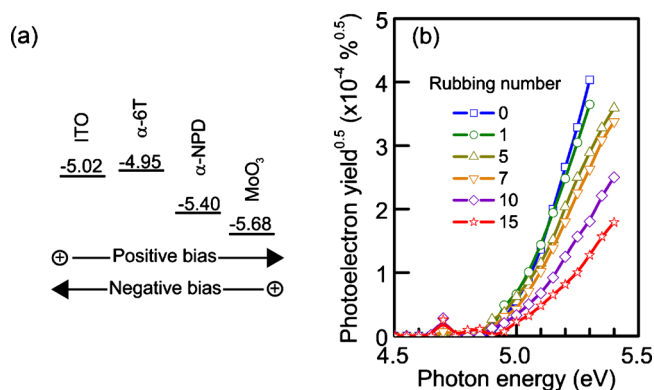 (a)
ITO
-5.02
α-6T
-4.95
α-NPD
-5.40
MoO3
-5.68
⊕ Positive bias
Negative bias ⊕
(b)
Photoelectron yield^0.5 (x10^-4 %^0.5)
5
4
3
2
1
0
Rubbing number
0
1
5
7
10
15
4.5 5.0 5.5
Photon energy (eV)